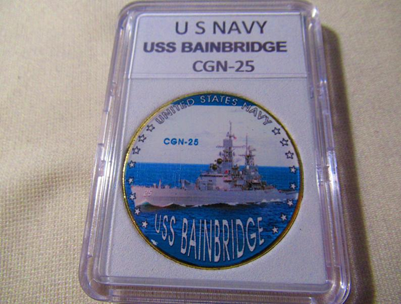 U S NAVY
USS BAINBRIDGE
CGN-25
UNITED STATES NAVY
CGN-25
USS BAINBRIDGE